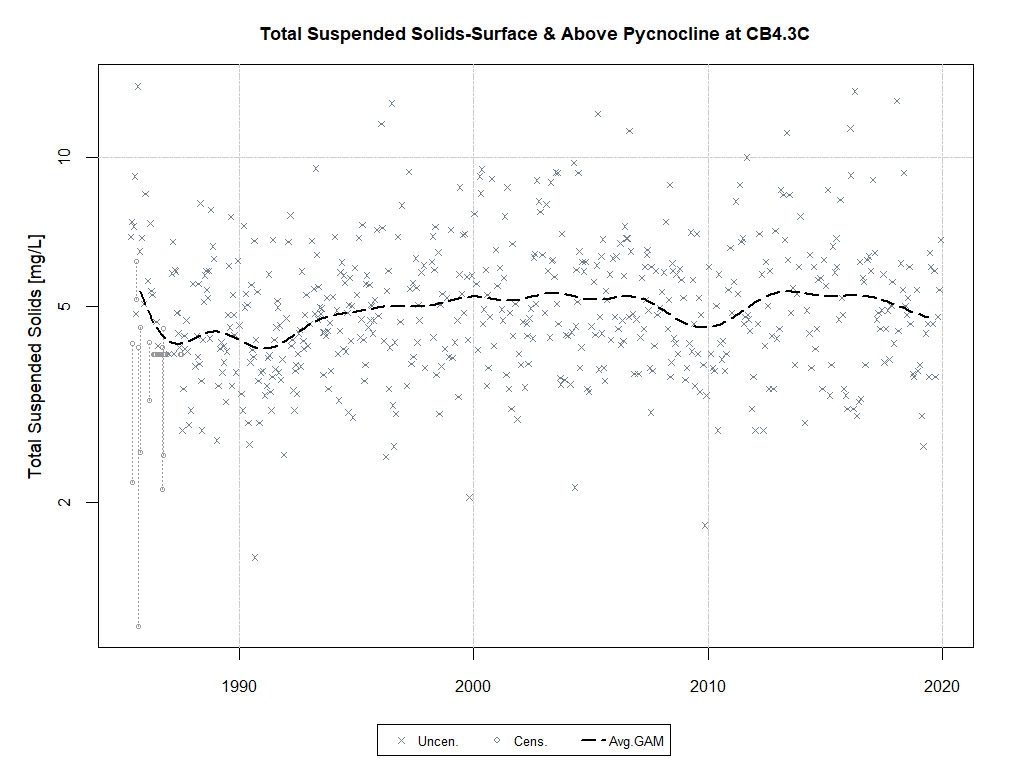 Total Suspended Solids-Surface & Above Pycnocline at CB4.3C
Total Suspended Solids [mg/L]
10
5
2
1990 2000 2010 2020
Uncen. Cens. Avg.GAM